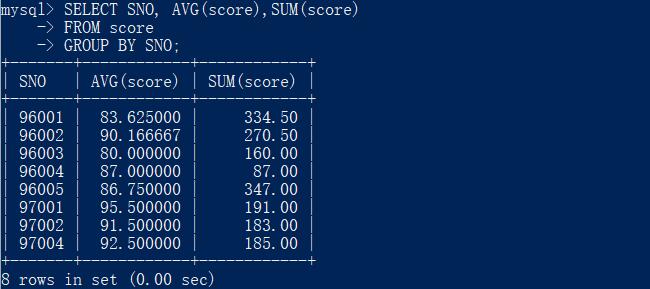 mysql> SELECT SNO, AVG(score),SUM(score)
    -> FROM score
    -> GROUP BY SNO;
+-------+------------+------------+
| SNO   | AVG(score) | SUM(score) |
+-------+------------+------------+
| 96001 |  83.625000 |     334.50 |
| 96002 |  90.166667 |     270.50 |
| 96003 |  80.000000 |     160.00 |
| 96004 |  87.000000 |      87.00 |
| 96005 |  86.750000 |     347.00 |
| 97001 |  95.500000 |     191.00 |
| 97002 |  91.500000 |     183.00 |
| 97004 |  92.500000 |     185.00 |
+-------+------------+------------+
8 rows in set (0.00 sec)